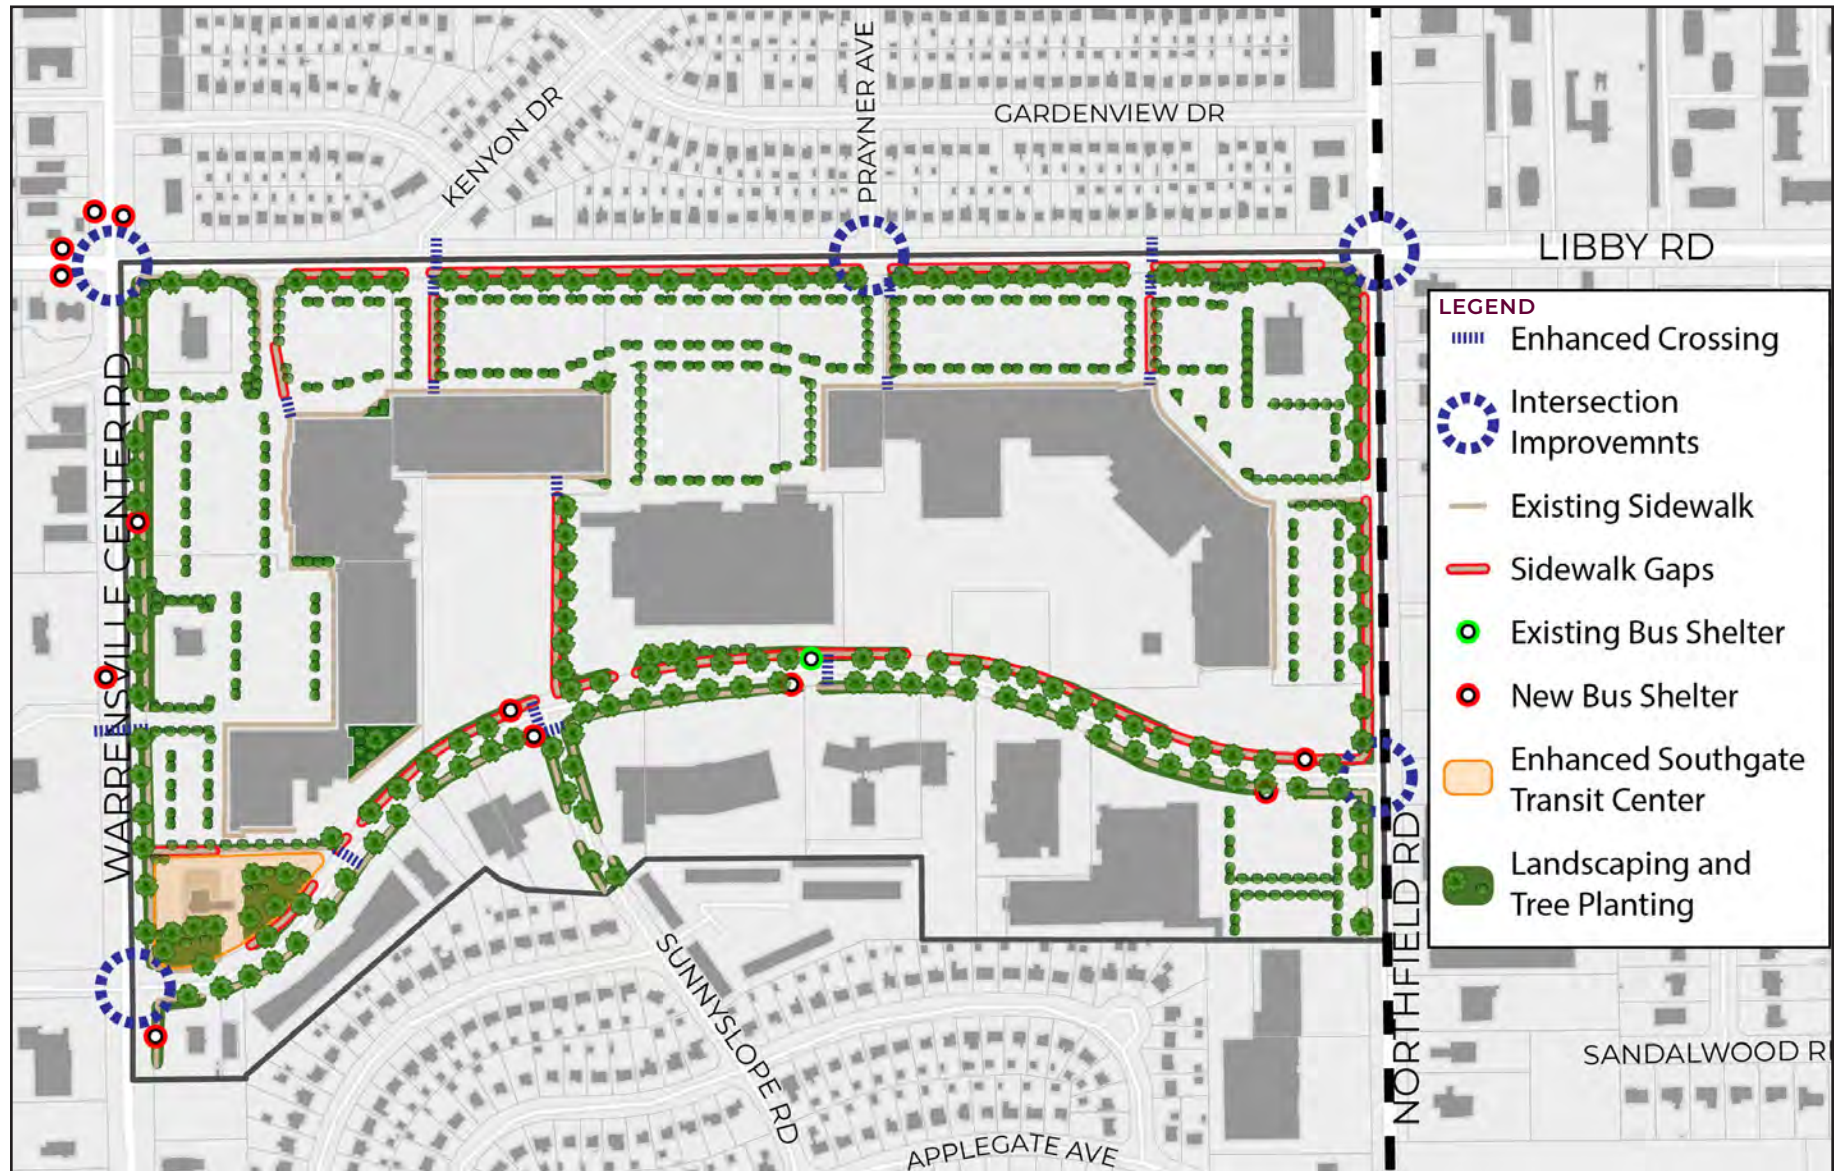 KENYON DR
PRAYNER AVE
GARDENVIEW DR
LIBBY RD
WARRENSVILLE CENTER RD
LEGEND
Enhanced Crossing
Intersection
Improvemnts
Existing Sidewalk
Sidewalk Gaps
Existing Bus Shelter
New Bus Shelter
Enhanced Southgate
Transit Center
Landscaping and
Tree Planting
NORTHFIELD RD
SUNNYSLOPE RD
SANDALWOOD R
APPLEGATE AVE